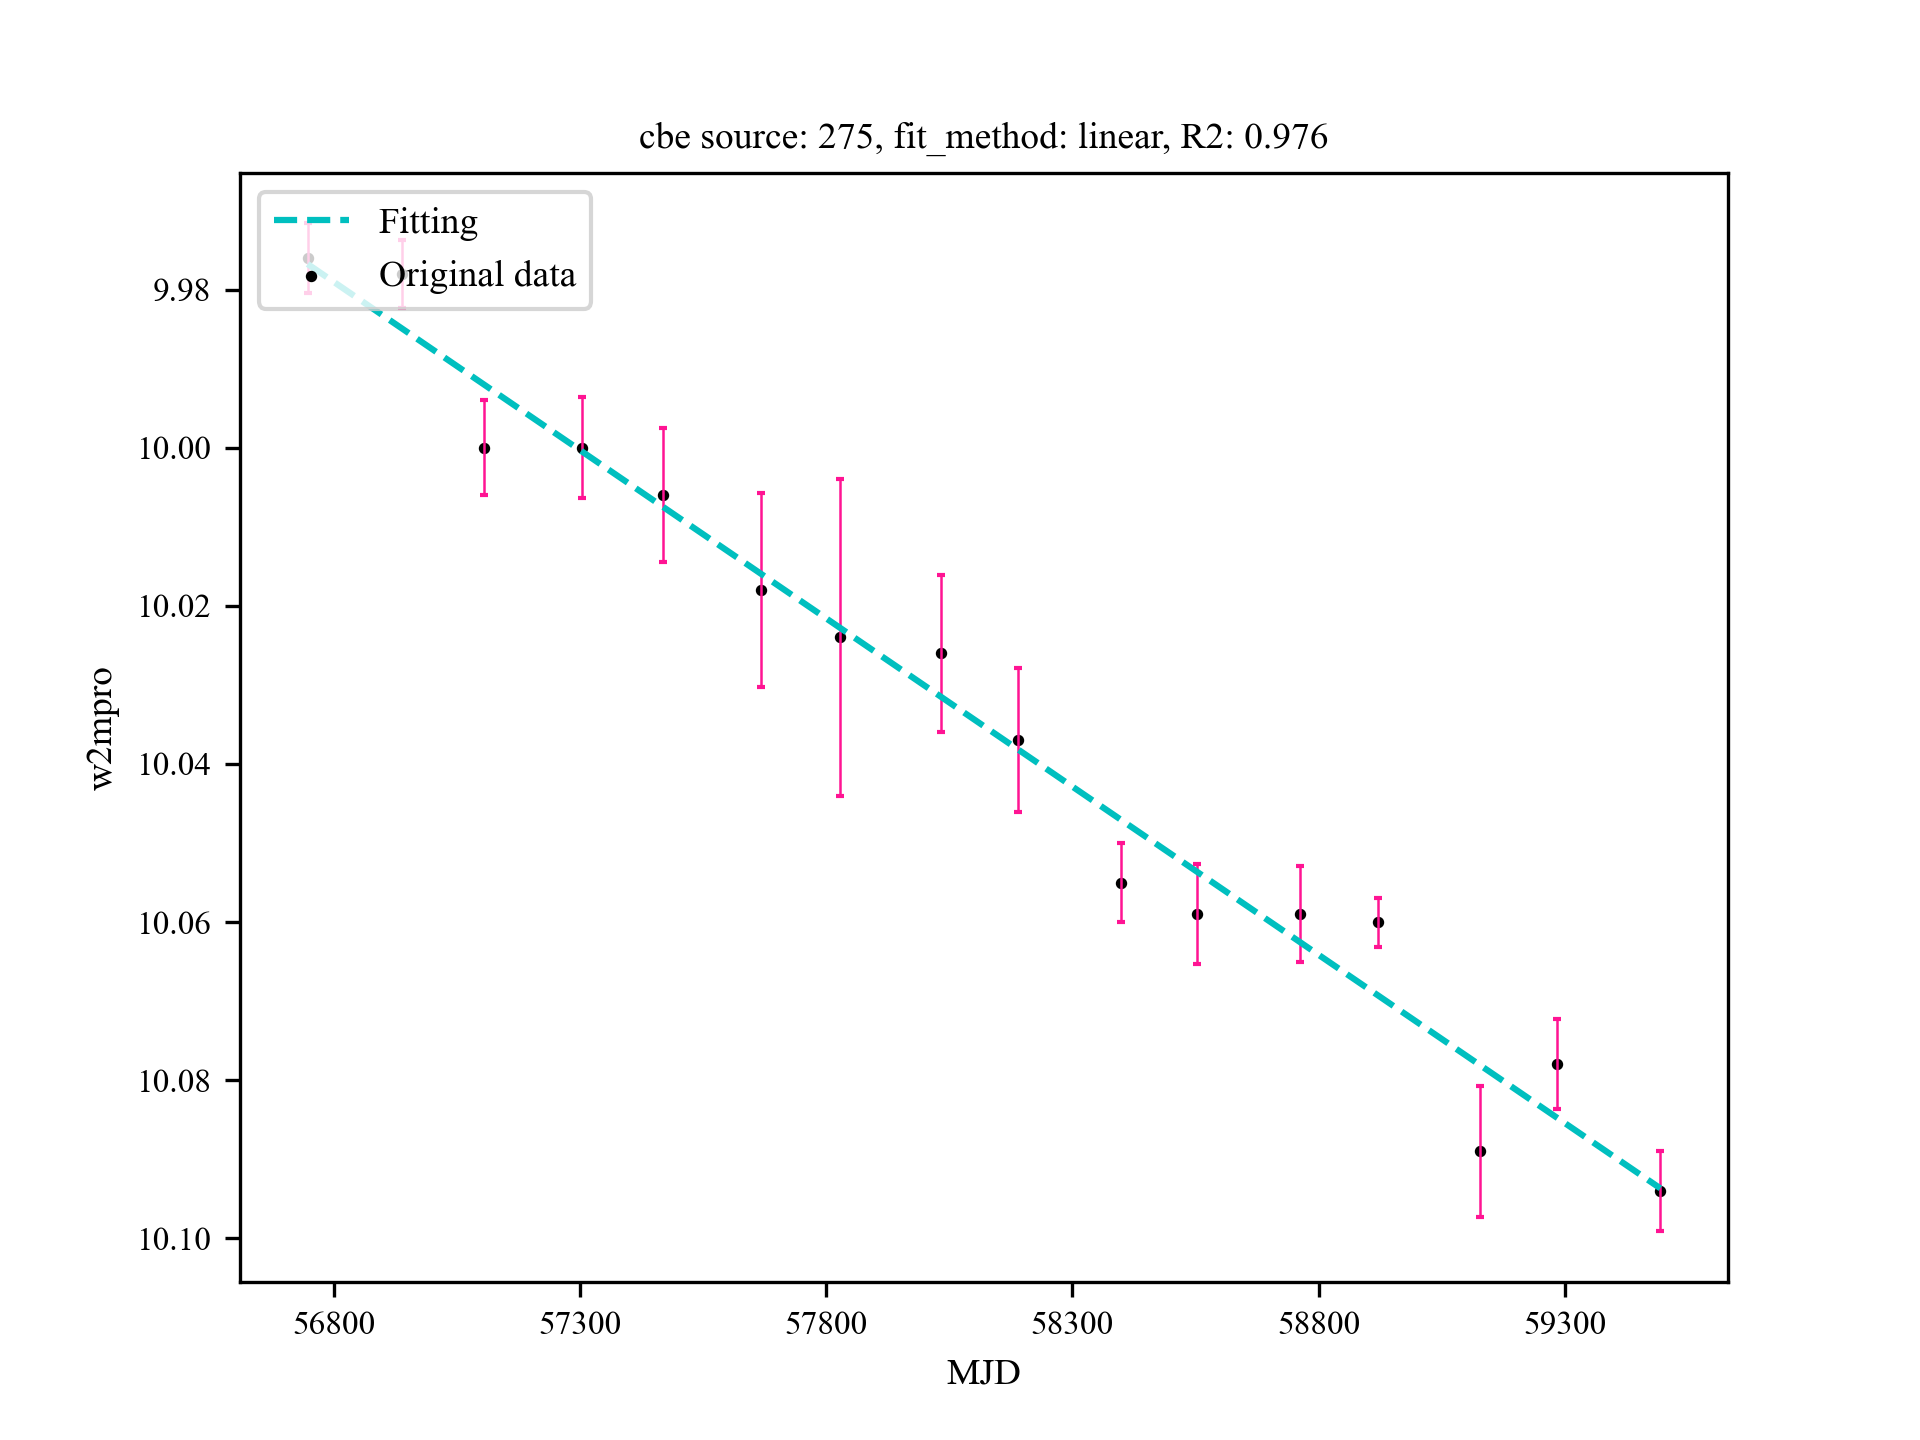 cbe source: 275, fit_method: linear, R2: 0.976
Fitting
Original data
9.98
10.00
10.02
10.04
10.06
10.08
10.10
w2mpro
56800 57300 57800 58300 58800 59300
MJD